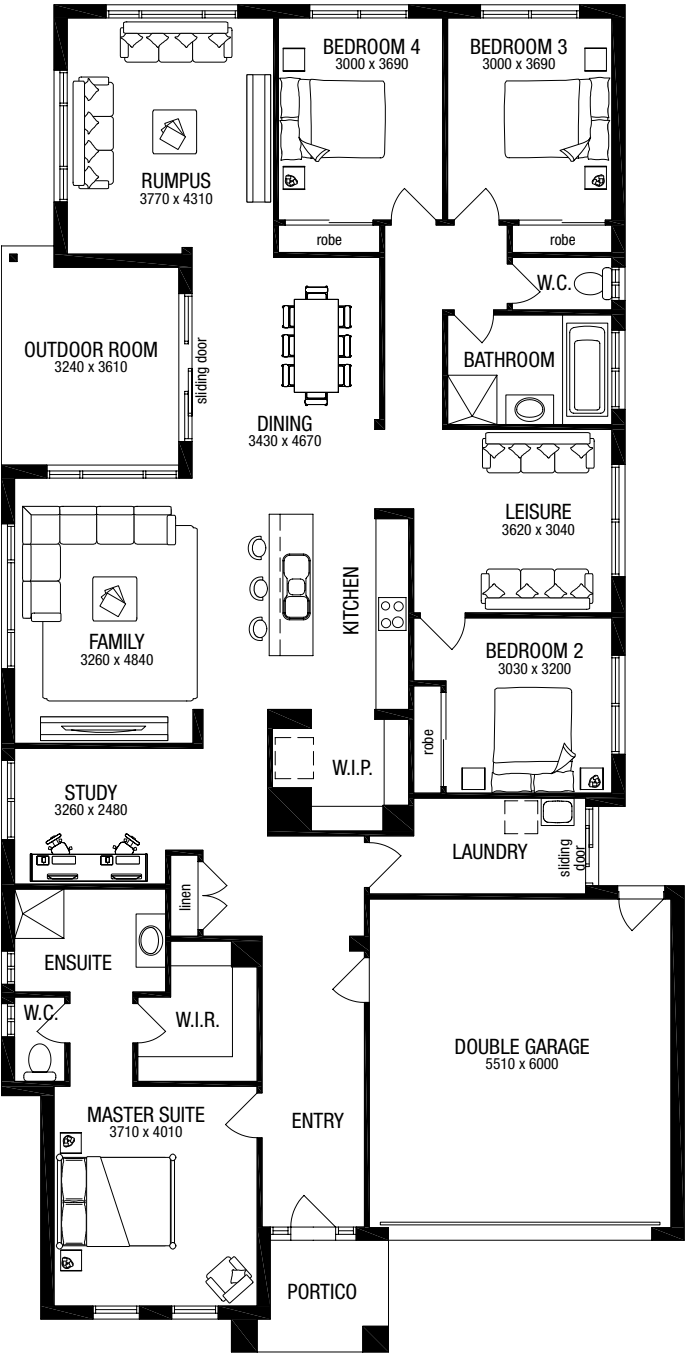 BEDROOM 4
3000 x 3690
BEDROOM 3
3000 x 3690
RUMPUS
3770 x 4310
robe
robe
W.C.
OUTDOOR ROOM
3240 x 3610
sliding door
BATHROOM
DINING
3430 x 4670
LEISURE
3620 x 3040
KITCHEN
FAMILY
3260 x 4840
BEDROOM 2
3030 x 3200
robe
W.I.P.
STUDY
3260 x 2480
LAUNDRY
sliding
door
linen
ENSUITE
W.C.
W.I.R.
DOUBLE GARAGE
5510 x 6000
MASTER SUITE
3710 x 4010
ENTRY
PORTICO